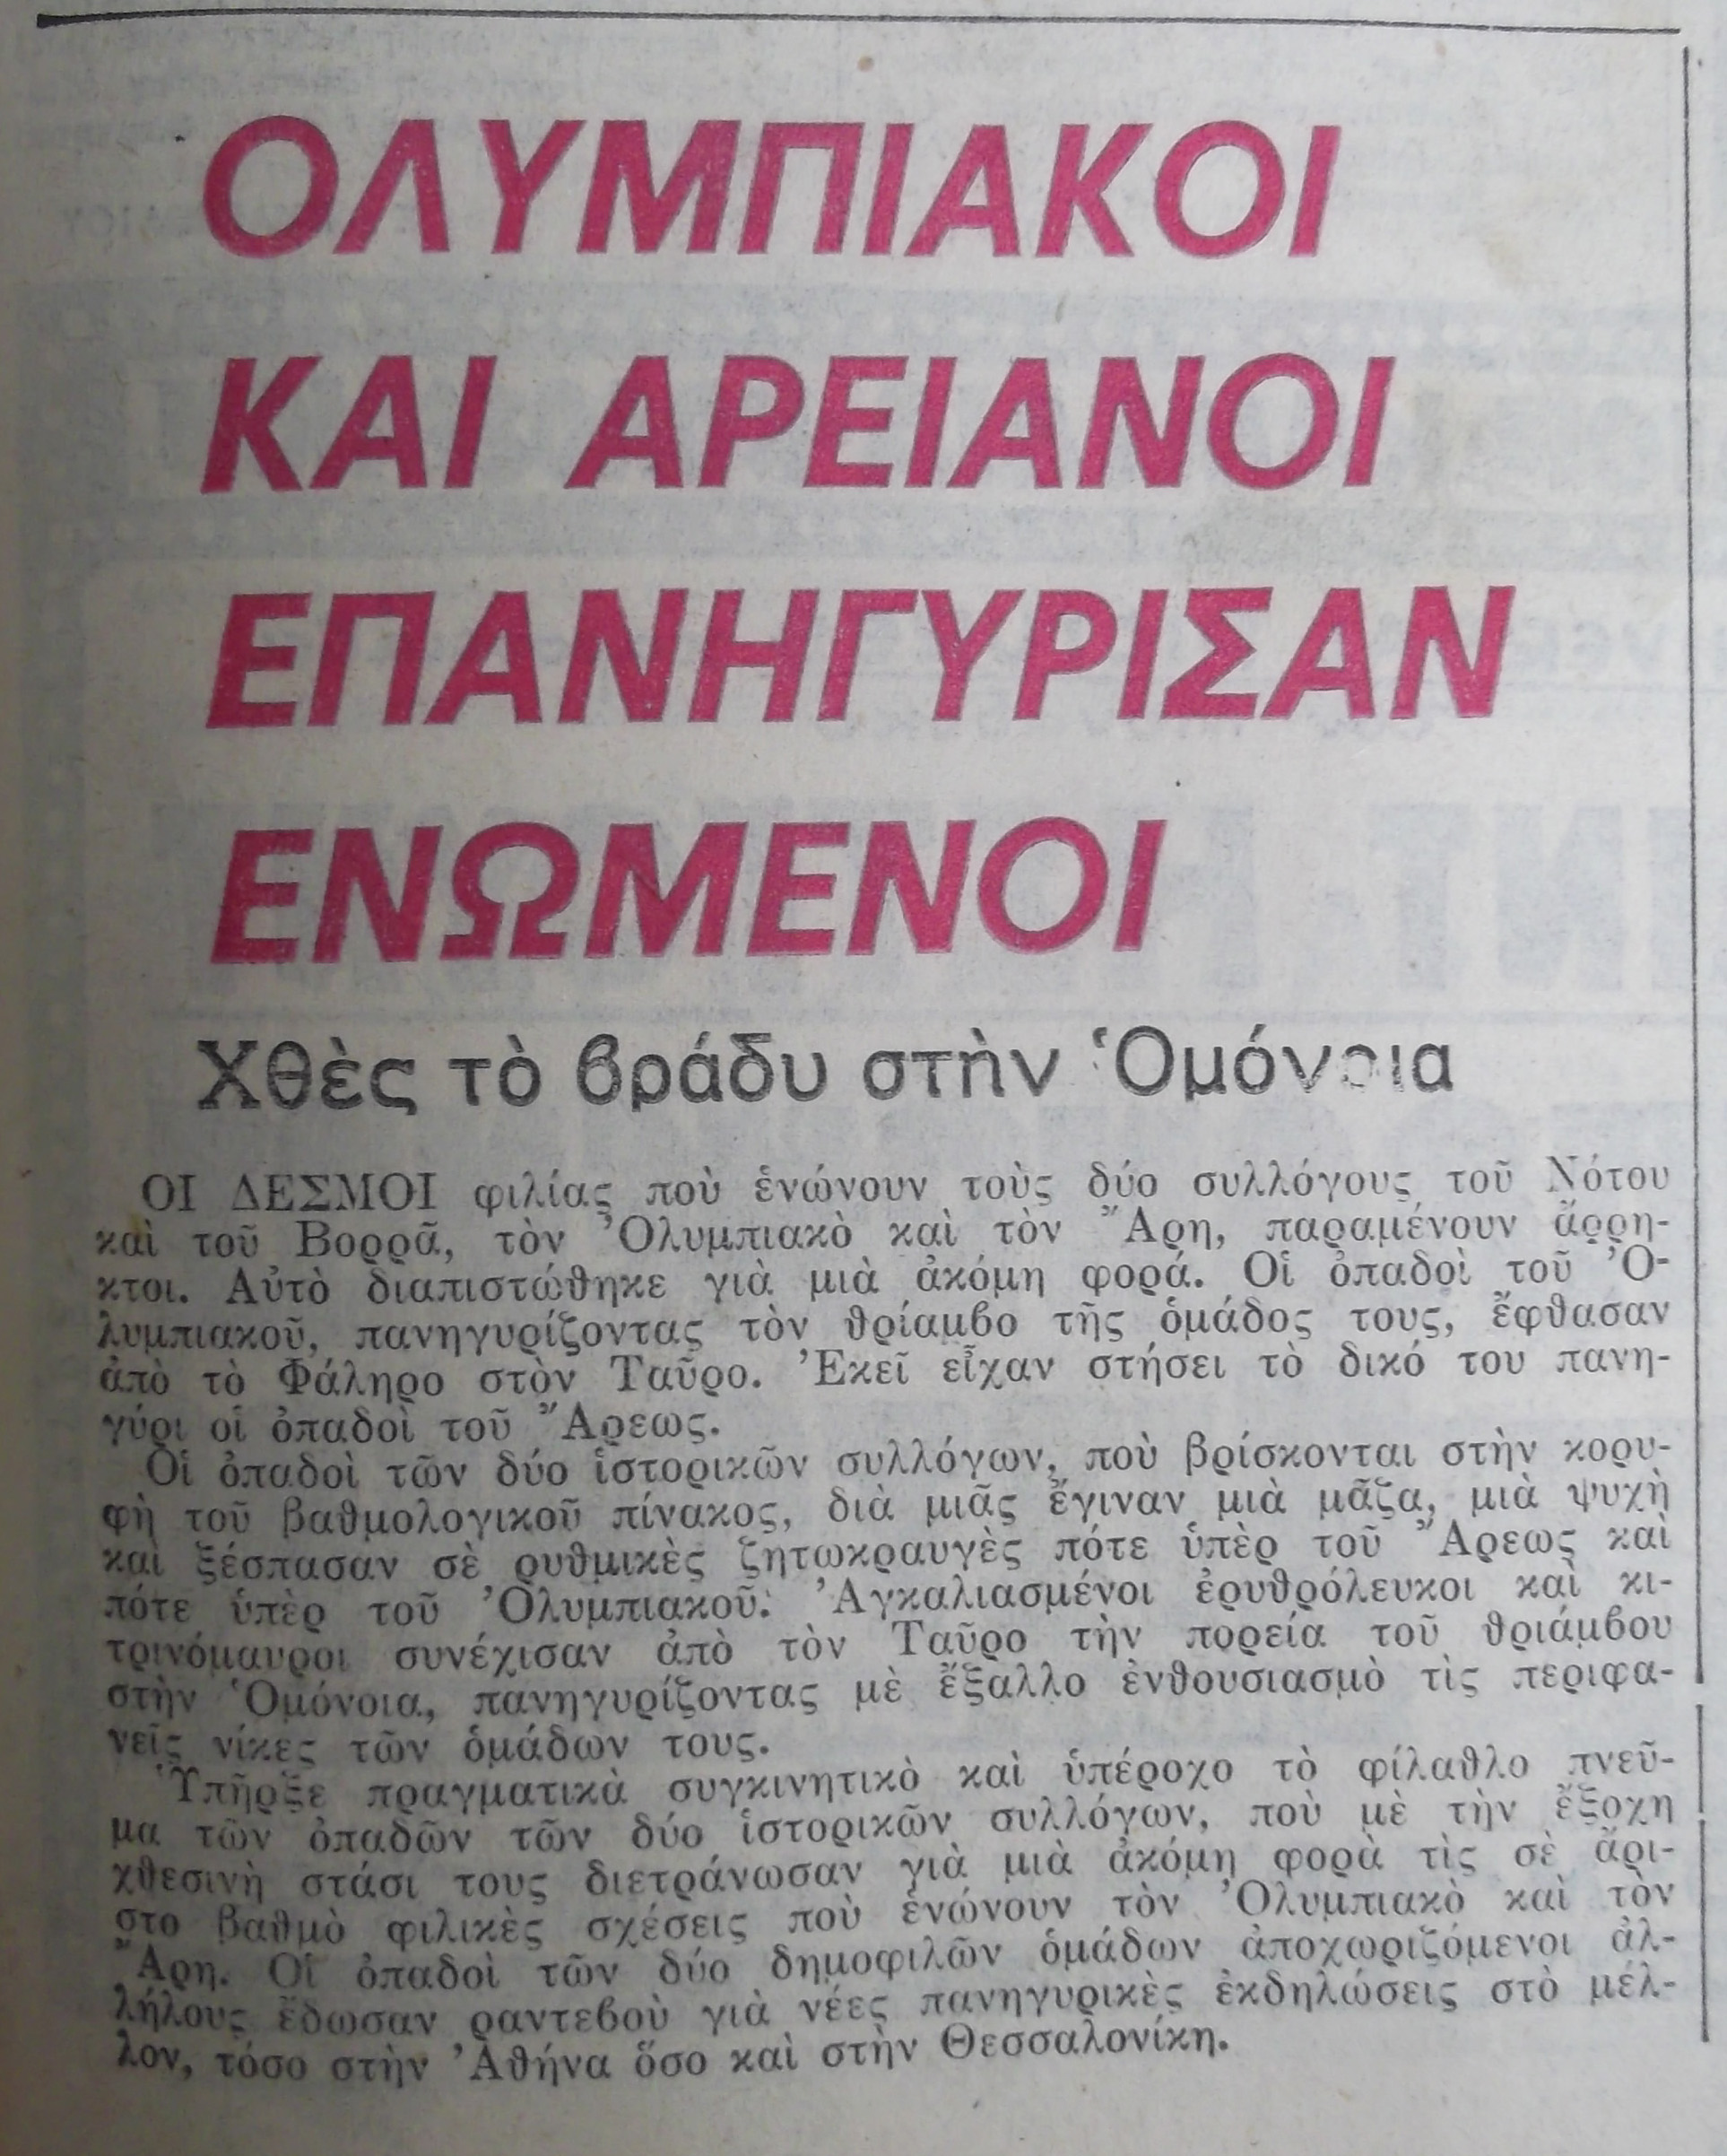 ΟΛΥΜΠΙΑΚΟΙ
ΚΑΙ ΑΡΕΙΑΝΟΙ
ΕΠΑΝΗΓΥΡΙΣΑΝ
ΕΝΩΜΕΝΟΙ
Χθὲς τὸ βράδυ στὴν Ὁμόνοια
ΟΙ ΔΕΣΜΟΙ φιλίας ποὺ ἑνώνουν τοὺς δύο συλλόγους τοῦ Νότου
καὶ τοῦ Βορρᾶ, τὸν Ὀλυμπιακὸ καὶ τὸν Ἄρη, παραμένουν ἄρρη-
κτοι. Αὐτὸ διαπιστώθηκε γιὰ μιὰ ἀκόμη φορά. Οἱ ὀπαδοὶ τοῦ Ὀ-
λυμπιακοῦ, πανηγυρίζοντας τὸν θρίαμβο τῆς ὁμάδος τους, ἔφθασαν
ἀπὸ τὸ Φάληρο στὸν Ταῦρο. Ἐκεῖ εἶχαν στήσει τὸ δικό του πανη-
γύρι οἱ ὀπαδοὶ τοῦ Ἄρεως.
Οἱ ὀπαδοὶ τῶν δύο ἱστορικῶν συλλόγων, ποὺ βρίσκονται στὴν κορυ-
φὴ τοῦ βαθμολογικοῦ πίνακος, διὰ μιᾶς ἔγιναν μιὰ μᾶζα, μιὰ ψυχὴ
καὶ ξέσπασαν σὲ ρυθμικὲς ζητωκραυγὲς πότε ὑπὲρ τοῦ Ἄρεως καὶ
πότε ὑπὲρ τοῦ Ὀλυμπιακοῦ. Ἀγκαλιασμένοι ἐρυθρόλευκοι καὶ κι-
τρινόμαυροι συνέχισαν ἀπὸ τὸν Ταῦρο τὴν πορεία τοῦ θριάμβου
στὴν Ὁμόνοια, πανηγυρίζοντας μὲ ἔξαλλο ἐνθουσιασμὸ τὶς περιφα-
νεῖς νίκες τῶν ὁμάδων τους.
Ὑπῆρξε πραγματικὰ συγκινητικὸ καὶ ὑπέροχο τὸ φίλαθλο πνεῦ-
μα τῶν ὀπαδῶν τῶν δύο ἱστορικῶν συλλόγων, ποὺ μὲ τὴν ἔξοχη
χθεσινὴ στάσι τους διετράνωσαν γιὰ μιὰ ἀκόμη φορὰ τὶς σὲ ἄρι-
στο βαθμὸ φιλικὲς σχέσεις ποὺ ἑνώνουν τὸν Ὀλυμπιακὸ καὶ τὸν
Ἄρη. Οἱ ὀπαδοὶ τῶν δύο δημοφιλῶν ὁμάδων ἀποχωριζόμενοι ἀλ-
λήλους ἔδωσαν ραντεβοὺ γιὰ νέες πανηγυρικὲς ἐκδηλώσεις στὸ μέλ-
λον, τόσο στὴν Ἀθήνα ὅσο καὶ στὴν Θεσσαλονίκη.